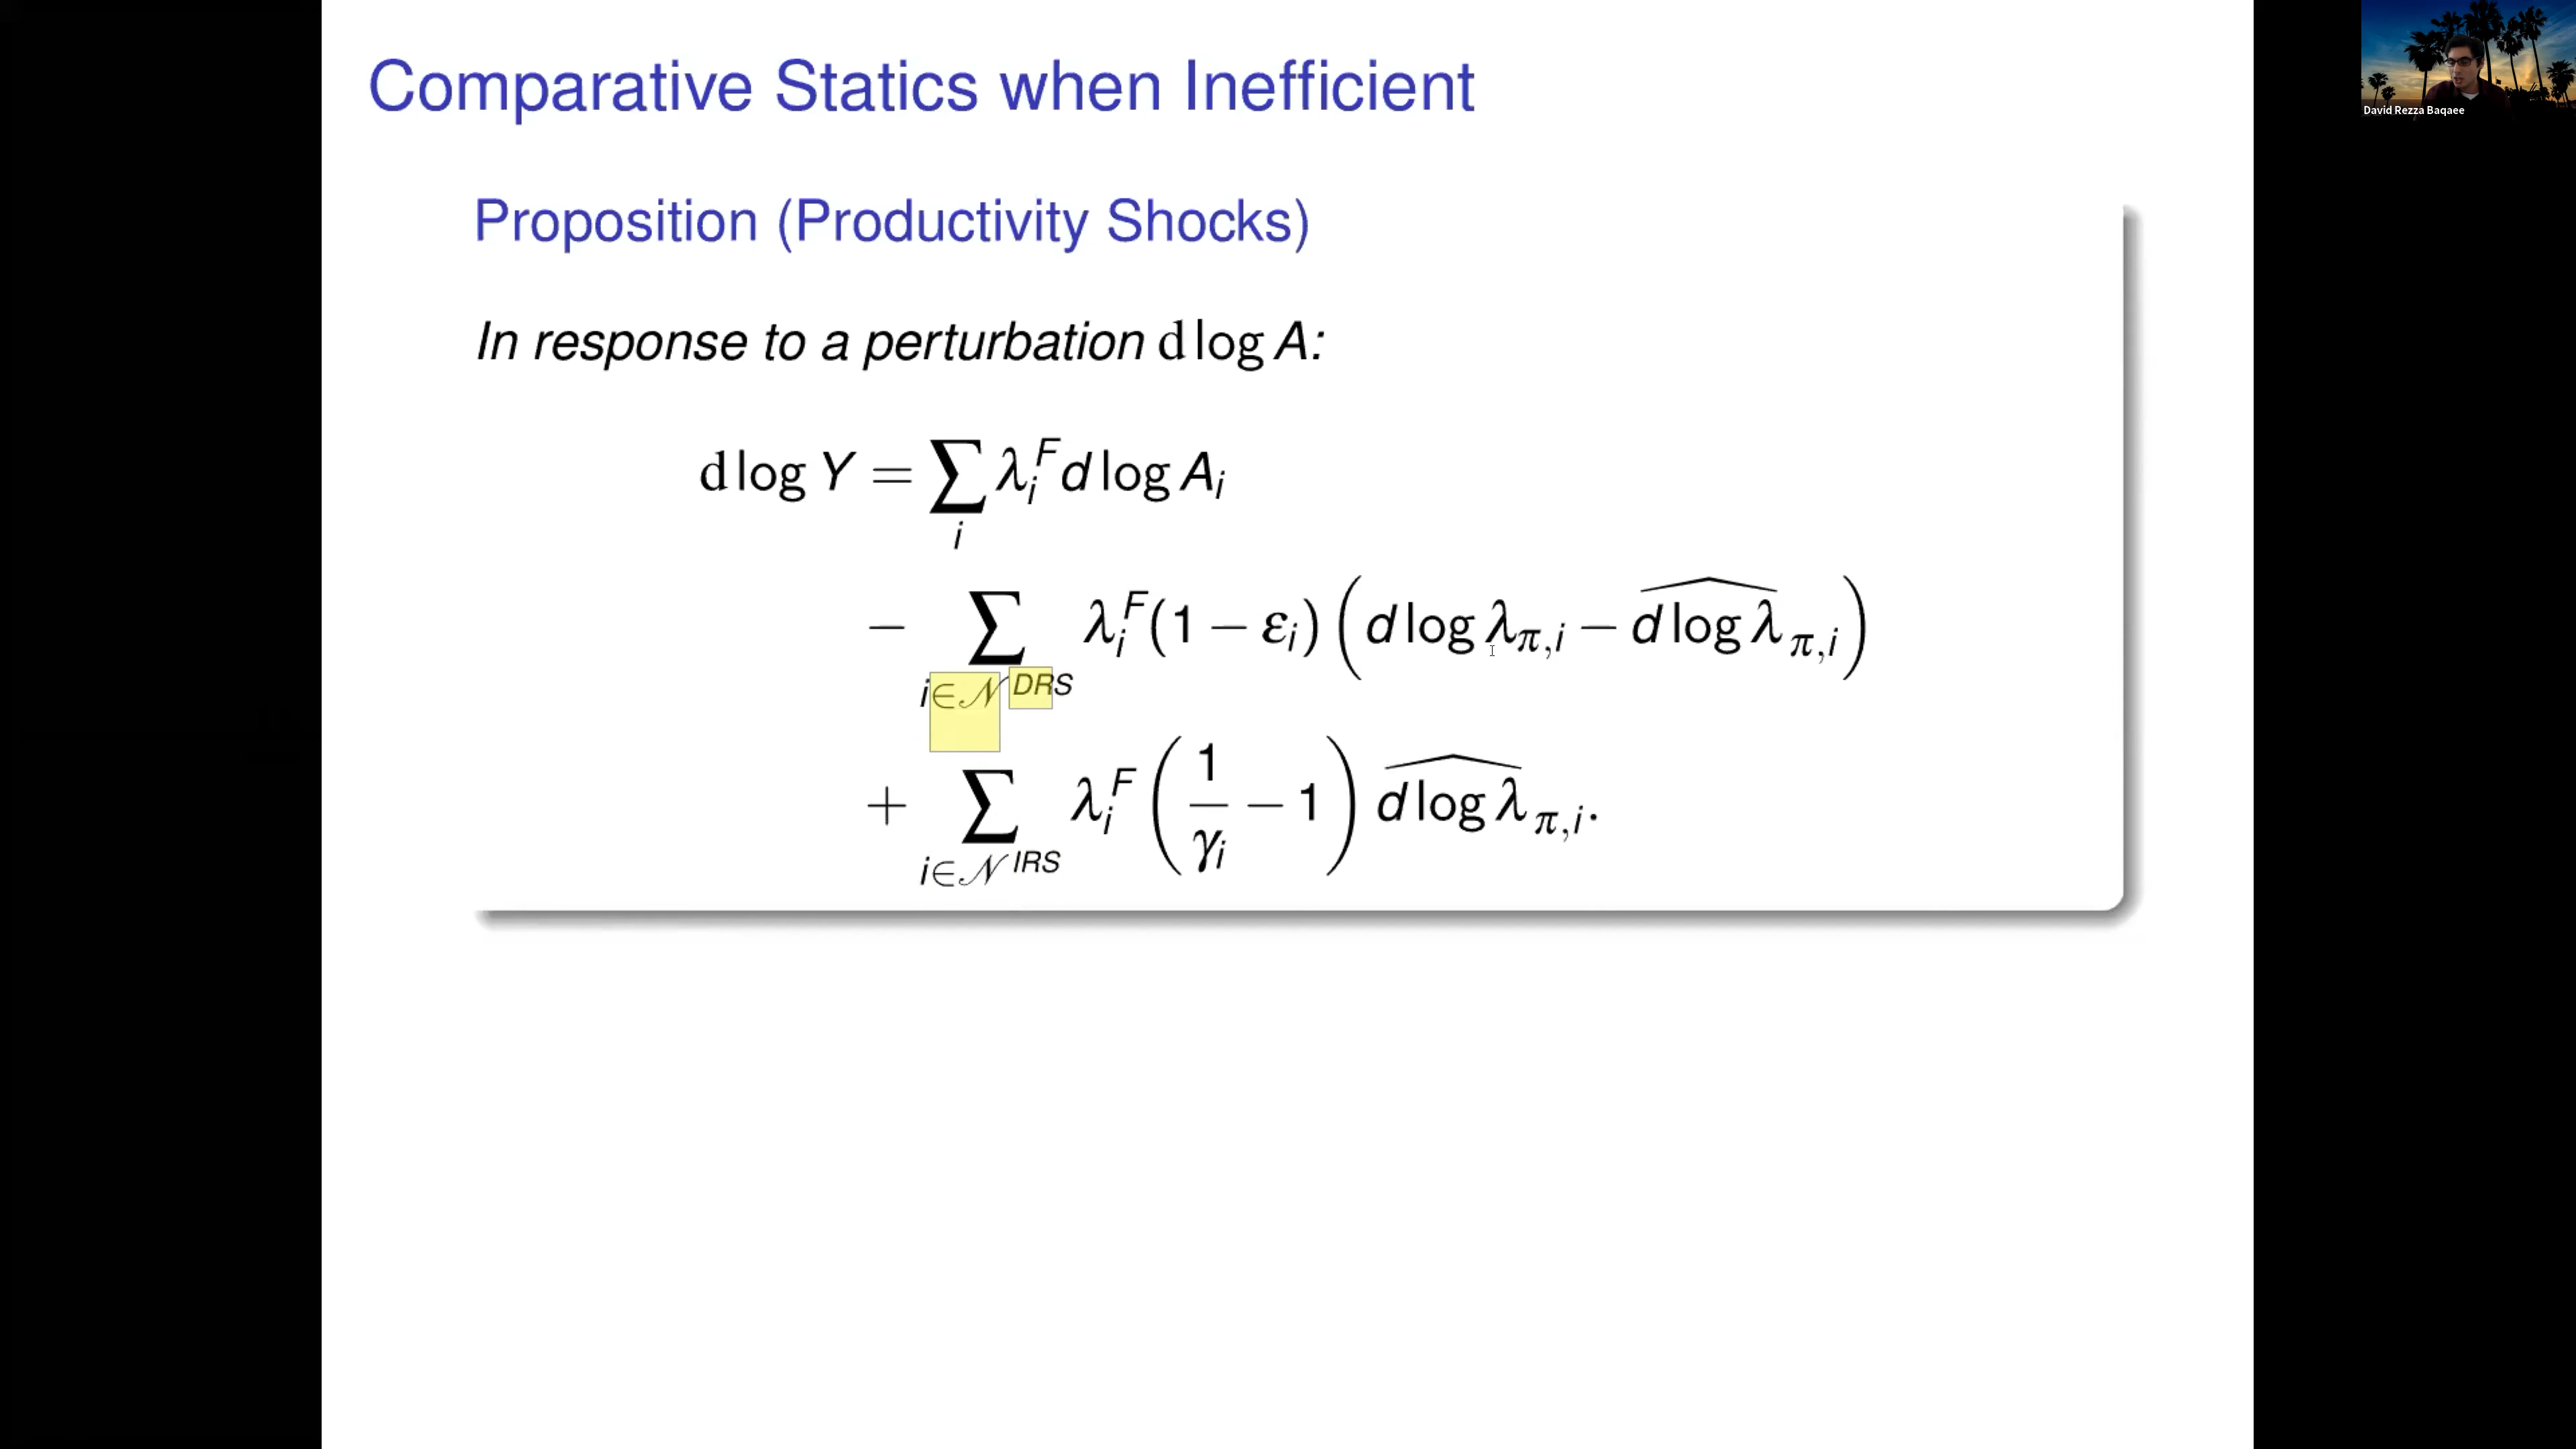 Comparative Statics when Inefficient
David Rezza Baqaee
Proposition (Productivity Shocks)
In response to a perturbation d log A:
d log Y = ∑_i λ_i^F d log A_i
− ∑_{i∈𝒩^{DRS}} λ_i^F (1 − ε_i) (d log λ_{π,i} − \widehat{d log λ}_{π,i})
+ ∑_{i∈𝒩^{IRS}} λ_i^F (1/γ_i − 1) \widehat{d log λ}_{π,i}.